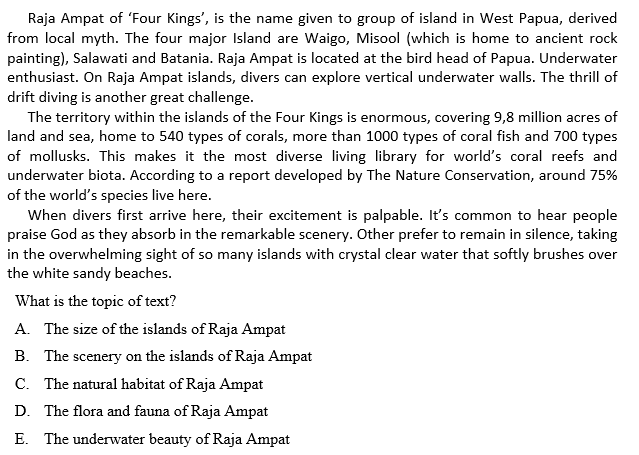 Raja Ampat of ‘Four Kings’, is the name given to group of island in West Papua, derived
from local myth. The four major Island are Waigo, Misool (which is home to ancient rock
painting), Salawati and Batania. Raja Ampat is located at the bird head of Papua. Underwater
enthusiast. On Raja Ampat islands, divers can explore vertical underwater walls. The thrill of
drift diving is another great challenge.
The territory within the islands of the Four Kings is enormous, covering 9,8 million acres of
land and sea, home to 540 types of corals, more than 1000 types of coral fish and 700 types
of mollusks. This makes it the most diverse living library for world’s coral reefs and
underwater biota. According to a report developed by The Nature Conservation, around 75%
of the world’s species live here.
When divers first arrive here, their excitement is palpable. It’s common to hear people
praise God as they absorb in the remarkable scenery. Other prefer to remain in silence, taking
in the overwhelming sight of so many islands with crystal clear water that softly brushes over
the white sandy beaches.
What is the topic of text?
A. The size of the islands of Raja Ampat
B. The scenery on the islands of Raja Ampat
C. The natural habitat of Raja Ampat
D. The flora and fauna of Raja Ampat
E. The underwater beauty of Raja Ampat